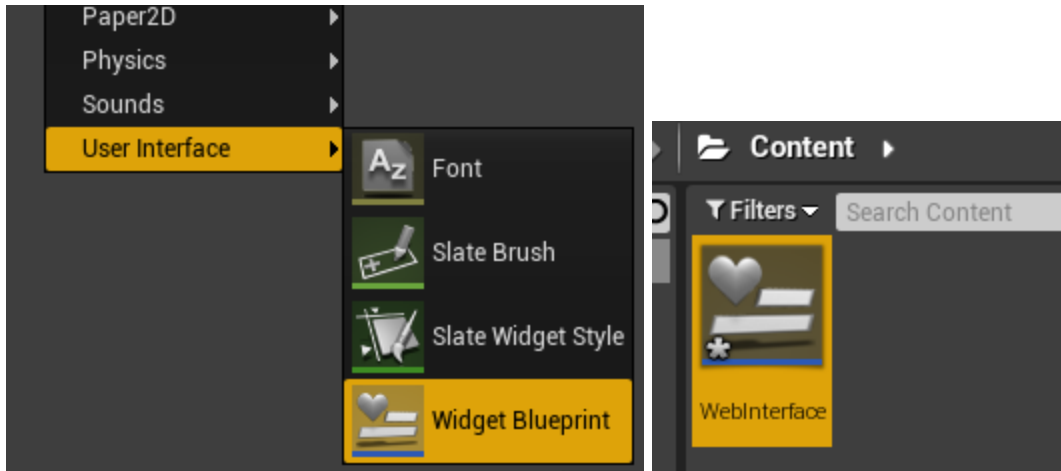 Paper2D
Physics
Sounds
User Interface
Font
Slate Brush
Slate Widget Style
Widget Blueprint
Content
Filters
Search Content
WebInterface